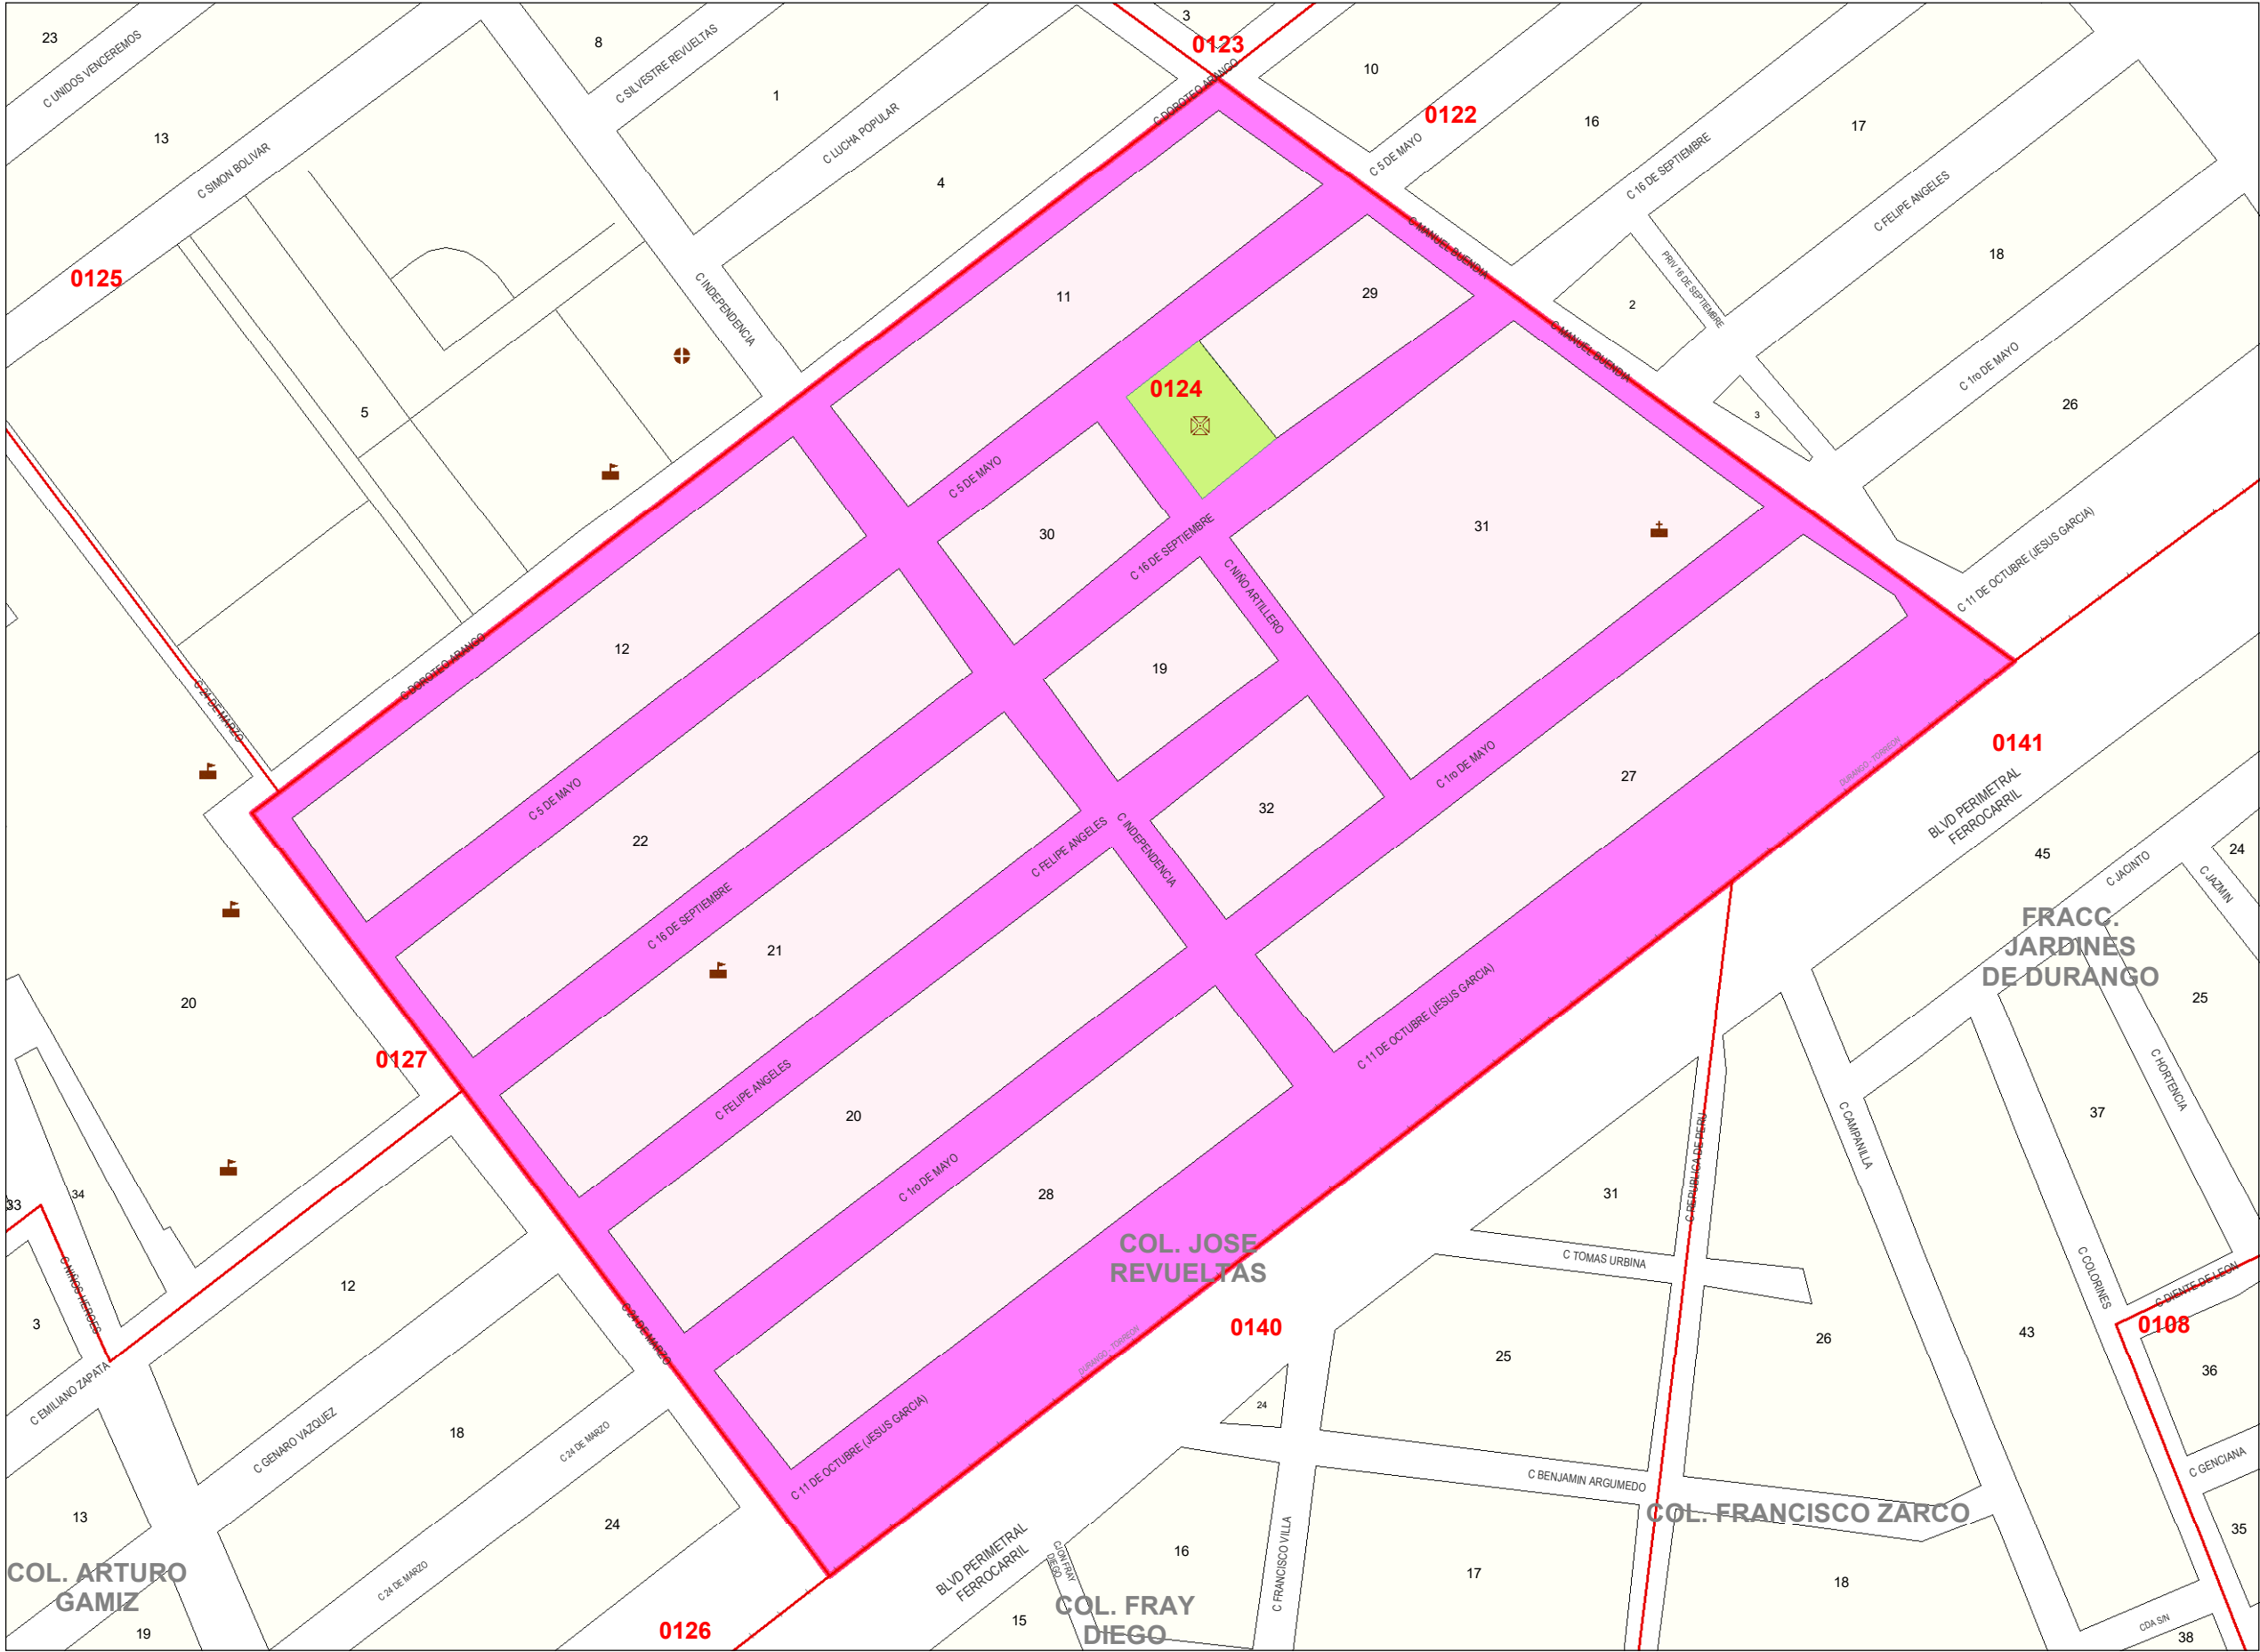 23
C UNIDOS VENCEREMOS
8
C SILVESTRE REVUELTAS
3
0123
10
C DOROTEO ARANGO
1
13
C LUCHA POPULAR
0122
16
17
C 5 DE MAYO
C SIMON BOLIVAR
4
C 16 DE SEPTIEMBRE
C FELIPE ANGELES
0125
C INDEPENDENCIA
11
29
C MANUEL BUENDIA
PRIV 16 DE SEPTIEMBRE
18
2
C MANUEL BUENDIA
C 1ro DE MAYO
5
0124
3
26
C 5 DE MAYO
30
C 16 DE SEPTIEMBRE
31
C 11 DE OCTUBRE (JESUS GARCIA)
C NIÑO ARTILLERO
12
C DOROTEO ARANGO
19
C 24 DE MARZO
0141
DURANGO - TORREON
C 1ro DE MAYO
27
BLVD PERIMETRAL
FERROCARRIL
C 5 DE MAYO
22
32
C FELIPE ANGELES
C INDEPENDENCIA
45
24
C JACINTO
C JAZMIN
C 16 DE SEPTIEMBRE
21
FRACC.
JARDINES
DE DURANGO
20
25
C 11 DE OCTUBRE (JESUS GARCIA)
0127
C FELIPE ANGELES
20
C HORTENCIA
37
C CAMPANILLA
C REPUBLICA DE PERU
C 1ro DE MAYO
28
31
34
33
COL. JOSE
REVUELTAS
C TOMAS URBINA
C COLORINES
C DIENTE DE LEON
C NIÑOS HEROES
12
3
C 24 DE MARZO
0140
DURANGO - TORREON
25
26
43
0108
36
C EMILIANO ZAPATA
24
C GENARO VAZQUEZ
18
C 24 DE MARZO
C 11 DE OCTUBRE (JESUS GARCIA)
C GENCIANA
C BENJAMIN ARGUMEDO
COL. FRANCISCO ZARCO
13
24
35
C FRANCISCO VILLA
BLVD PERIMETRAL
FERROCARRIL
CJON FRAY
DIEGO
16
17
18
COL. ARTURO
GAMIZ
C 24 DE MARZO
COL. FRAY
DIEGO
15
19
0126
CDA S/N
38